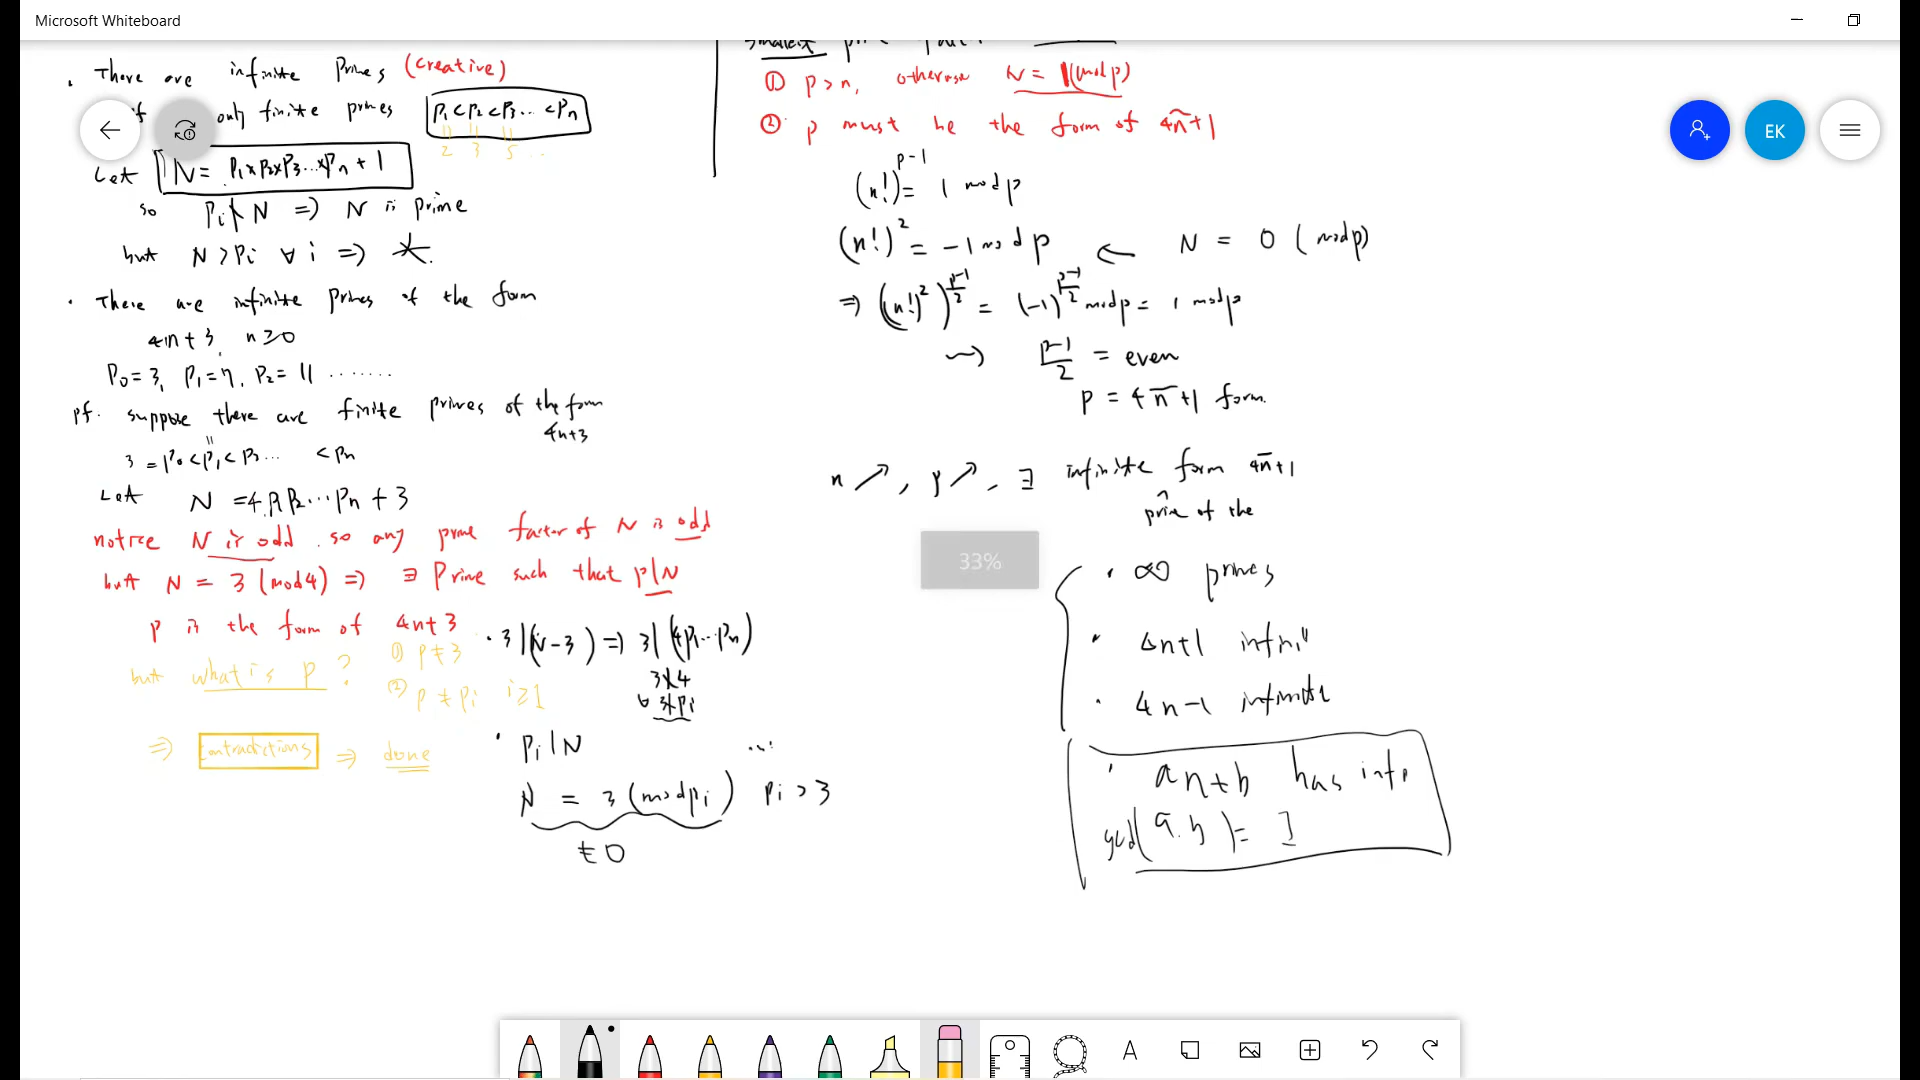 Microsoft Whiteboard
• There are infinite Primes (creative)
if only finite primes p₁<p₂<p₃...<pₙ
2 3 5 ..
Let N = p₁×p₂×p₃...×pₙ + 1
so pᵢ∤N ⇒ N is prime
but N>pᵢ ∀ i ⇒ ⚹.
• There are infinite Primes of the form
4n+3, n≥0
P₀=3, P₁=7, P₂=11 .......
pf. suppose there are finite primes of the form
4n+3
3 = p₀<p₁<p₂... <pₙ
Let N = 4p₁p₂...pₙ + 3
notice N is odd. so any prime factor of N is odd
but N = 3 (mod4) ⇒ ∃ Prime such that p|N
p is the form of 4n+3
but what is p? ① p≠3
② p≠pᵢ i≥1
⇒ contradictions ⇒ done
• 3|(N-3) ⇒ 3|(4p₁...pₙ)
3∤4
3∤pᵢ
• pᵢ|N
N = 3 (mod pᵢ) pᵢ>3
≠0
smallest
① p>n, otherwise N = 1(mod p)
② p must be the form of 4n̄+1
(n!)^(p-1) = 1 mod p
(n!)² = -1 mod p ← N = 0 (mod p)
⇒ ((n!)²)^((p-1)/2) = (-1)^((p-1)/2) mod p = 1 mod p
⇝ (p-1)/2 = even
p = 4n̄+1 form.
n ↗, p ↗, ∃ infinite form 4n̄+1
^ prime of the
33%
• ∞ primes
• 4n+1 infni"
• 4n-1 infinite
• an+b has info
gcd(a.b) = 1
EK